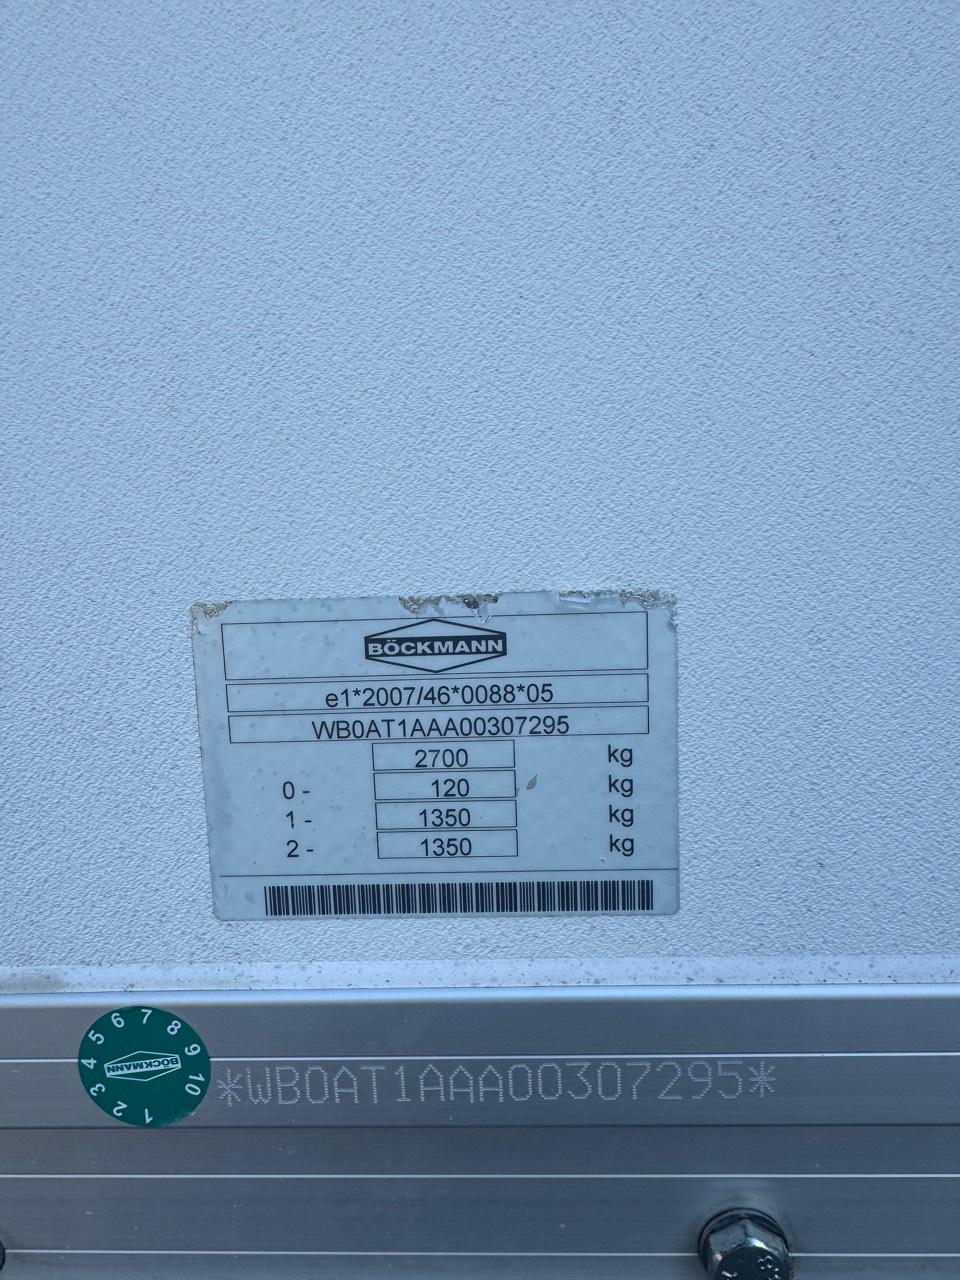 BÖCKMANN
e1*2007/46*0088*05
WB0AT1AAA00307295
2700 kg
0 - 120 kg
1 - 1350 kg
2 - 1350 kg
1 2 3 4 5 6 7 8 9 10
BÖCKMANN
*WB0AT1AAA00307295*